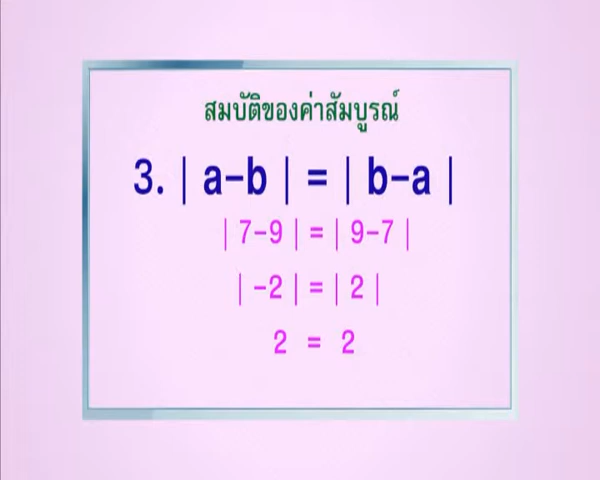 สมบัติของค่าสัมบูรณ์
3. | a-b | = | b-a |
| 7-9 | = | 9-7 |
| -2 | = | 2 |
2 = 2